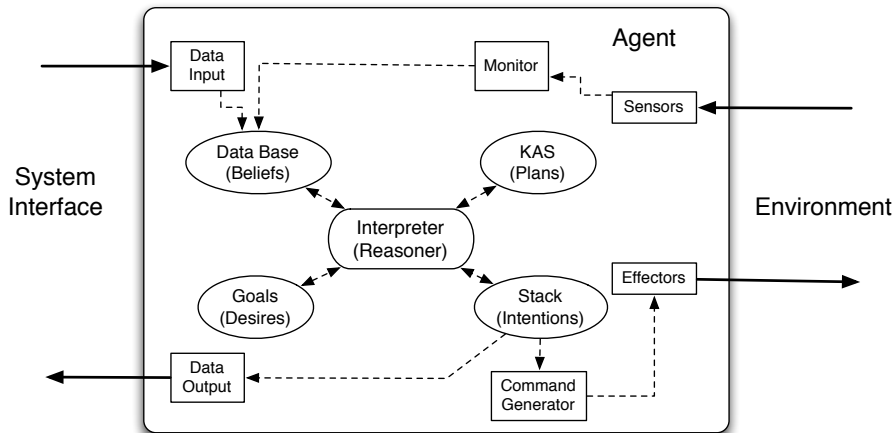 Agent
Data
Input
Monitor
Sensors
Data Base
(Beliefs)
KAS
(Plans)
System
Interface
Environment
Interpreter
(Reasoner)
Goals
(Desires)
Stack
(Intentions)
Effectors
Data
Output
Command
Generator